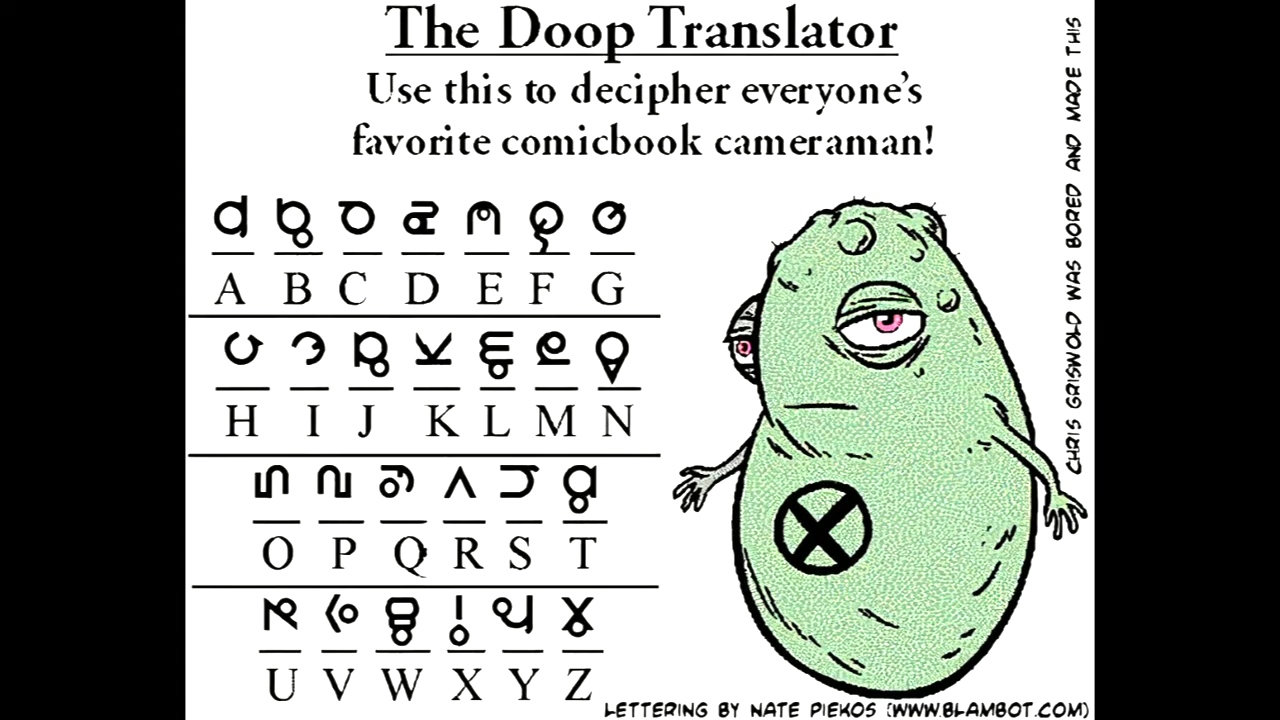 The Doop Translator
Use this to decipher everyone's
favorite comicbook cameraman!
A B C D E F G
H I J K L M N
O P Q R S T
U V W X Y Z
CHRIS GRISWOLD WAS BORED AND MADE THIS
LETTERING BY NATE PIEKOS (WWW.BLAMBOT.COM)